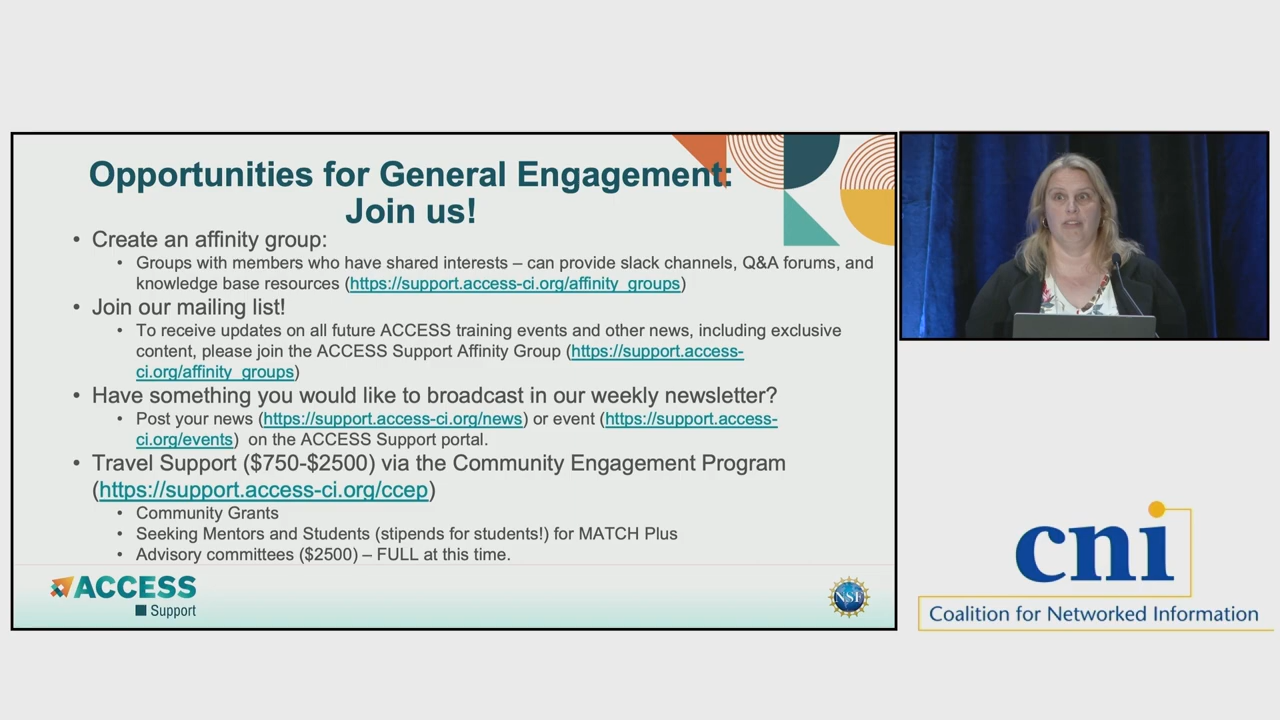 Opportunities for General Engagement:
Join us!
• Create an affinity group:
• Groups with members who have shared interests – can provide slack channels, Q&A forums, and
knowledge base resources (https://support.access-ci.org/affinity_groups)
• Join our mailing list!
• To receive updates on all future ACCESS training events and other news, including exclusive
content, please join the ACCESS Support Affinity Group (https://support.access-
ci.org/affinity_groups)
• Have something you would like to broadcast in our weekly newsletter?
• Post your news (https://support.access-ci.org/news) or event (https://support.access-
ci.org/events) on the ACCESS Support portal.
• Travel Support ($750-$2500) via the Community Engagement Program
(https://support.access-ci.org/ccep)
• Community Grants
• Seeking Mentors and Students (stipends for students!) for MATCH Plus
• Advisory committees ($2500) – FULL at this time.
ACCESS
Support
NSF
cni
Coalition for Networked Information